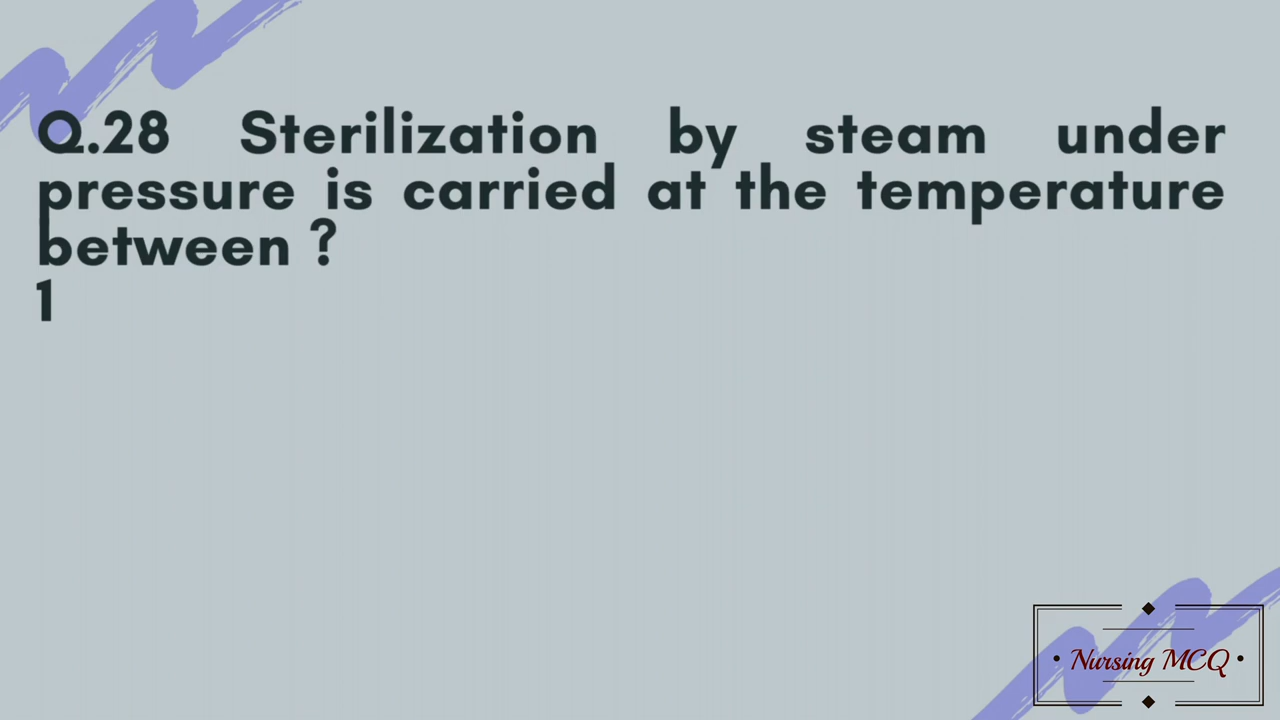 Q.28 Sterilization by steam under
pressure is carried at the temperature
between ?
1
Nursing MCQ